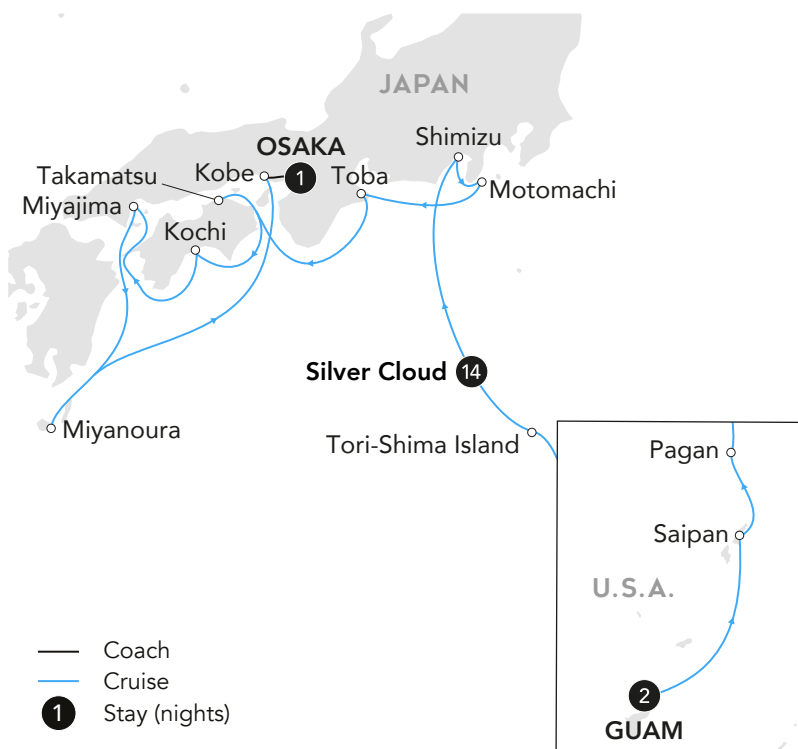 JAPAN
Shimizu
OSAKA
Takamatsu
Kobe
1
Toba
Motomachi
Miyajima
Kochi
Silver Cloud
14
Miyanoura
Tori-Shima Island
Pagan
Saipan
U.S.A.
2
GUAM
Coach
Cruise
1
Stay (nights)